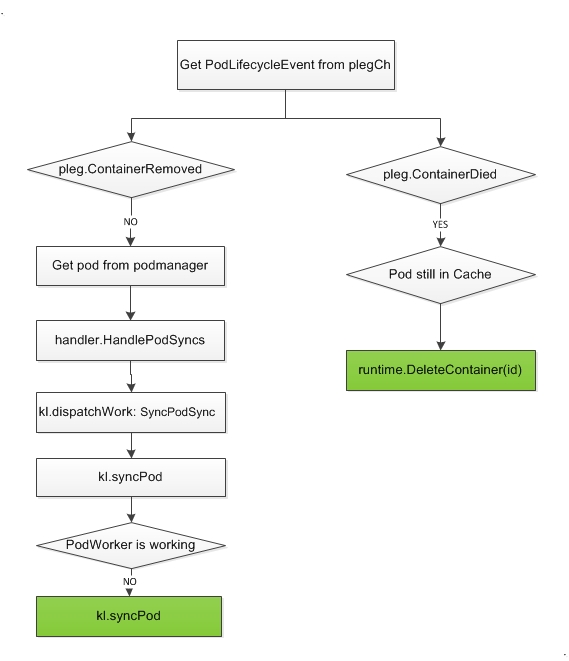 Get PodLifecycleEvent from plegCh
pleg.ContainerRemoved
NO
Get pod from podmanager
handler.HandlePodSyncs
kl.dispatchWork: SyncPodSync
kl.syncPod
PodWorker is working
NO
kl.syncPod
pleg.ContainerDied
YES
Pod still in Cache
runtime.DeleteContainer(id)